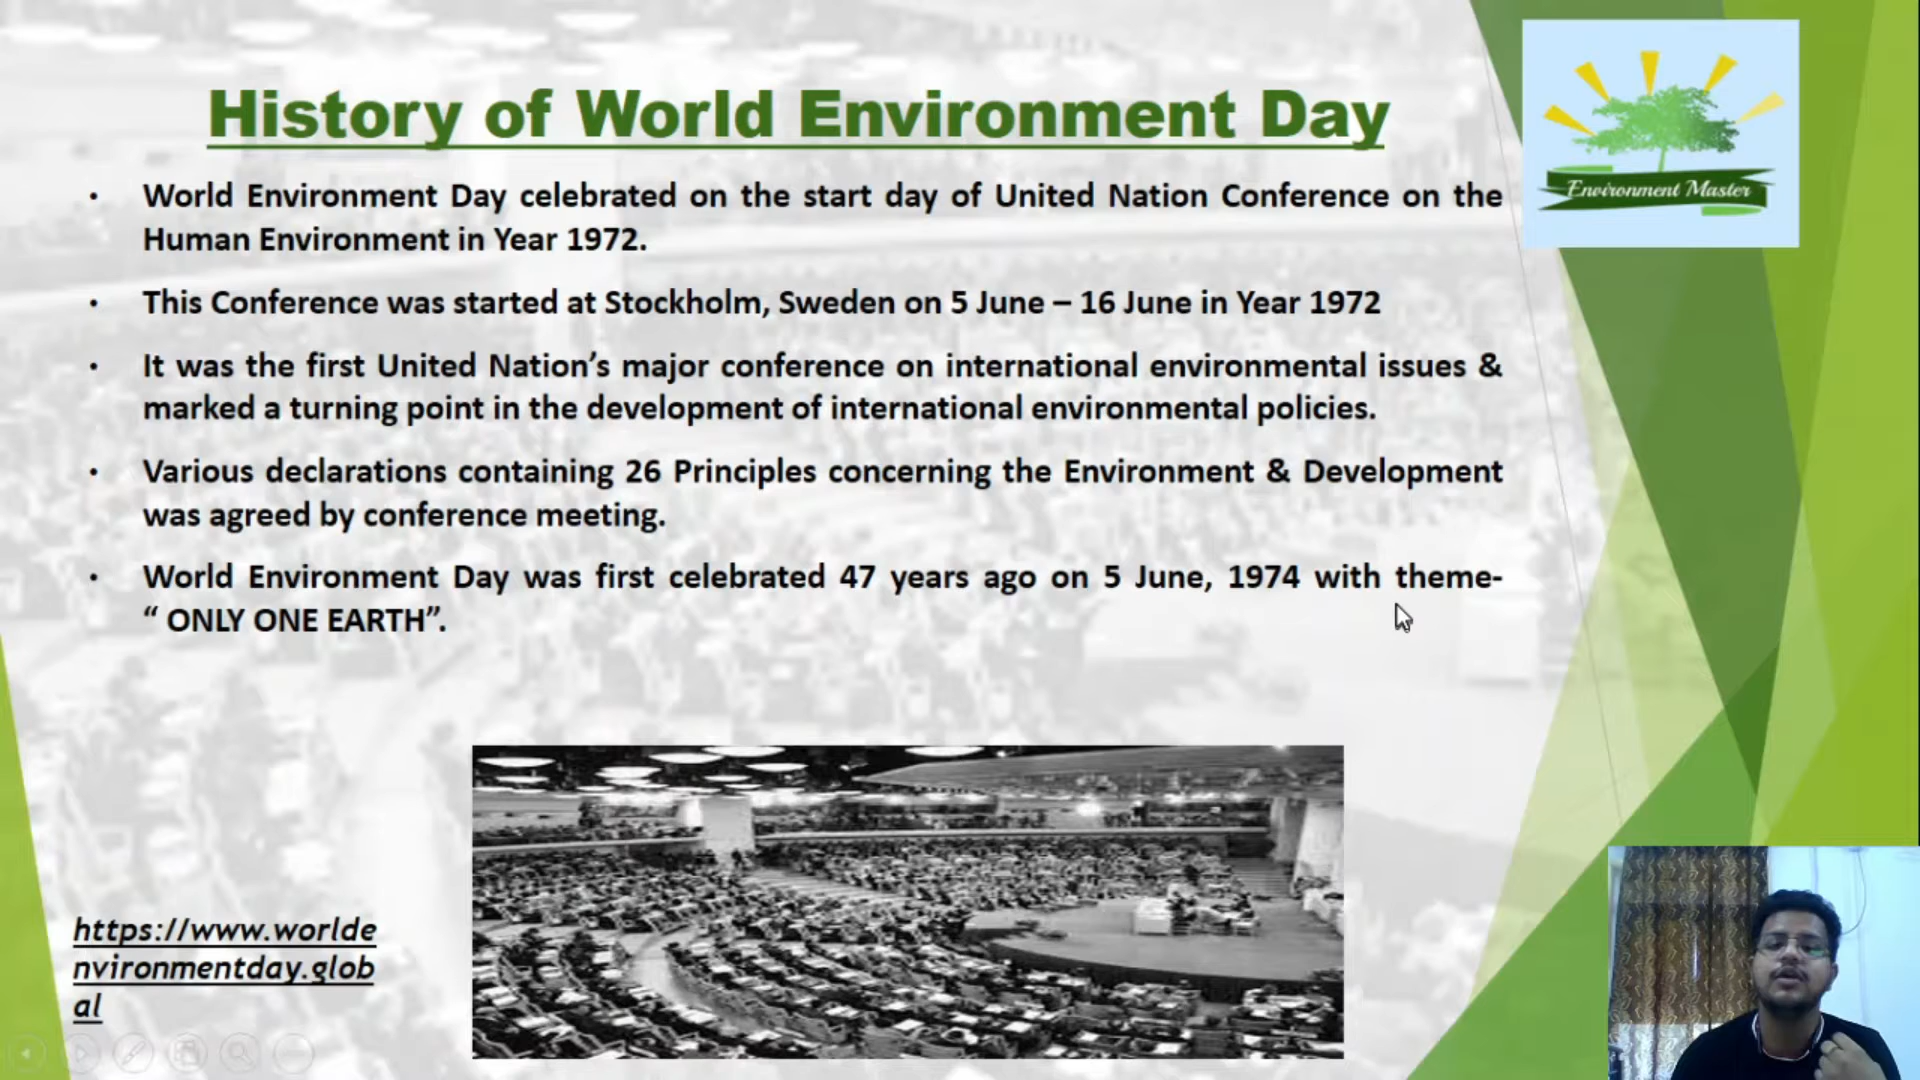 History of World Environment Day
Environment Master
• World Environment Day celebrated on the start day of United Nation Conference on the
Human Environment in Year 1972.
• This Conference was started at Stockholm, Sweden on 5 June – 16 June in Year 1972
• It was the first United Nation’s major conference on international environmental issues &
marked a turning point in the development of international environmental policies.
• Various declarations containing 26 Principles concerning the Environment & Development
was agreed by conference meeting.
• World Environment Day was first celebrated 47 years ago on 5 June, 1974 with theme-
“ ONLY ONE EARTH”.
https://www.worlde
nvironmentday.glob
al